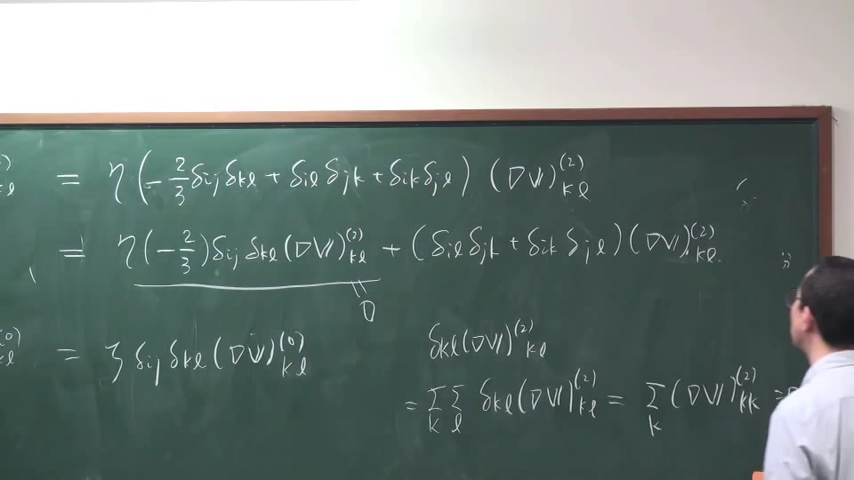 = η(-2/3 δij δkl + δil δjk + δik δjl) (∇V)kl^(2)
= η(-2/3)δij δkl(∇V)kl^(2) + (δil δjk + δik δjl)(∇V)kl^(2)
0
kl^(0) = ζ δij δkl (∇V)kl^(0)
δkl(∇V)^(2)kl
= Σk Σl δkl(∇V)kl^(2) = Σk (∇V)kk^(2) =